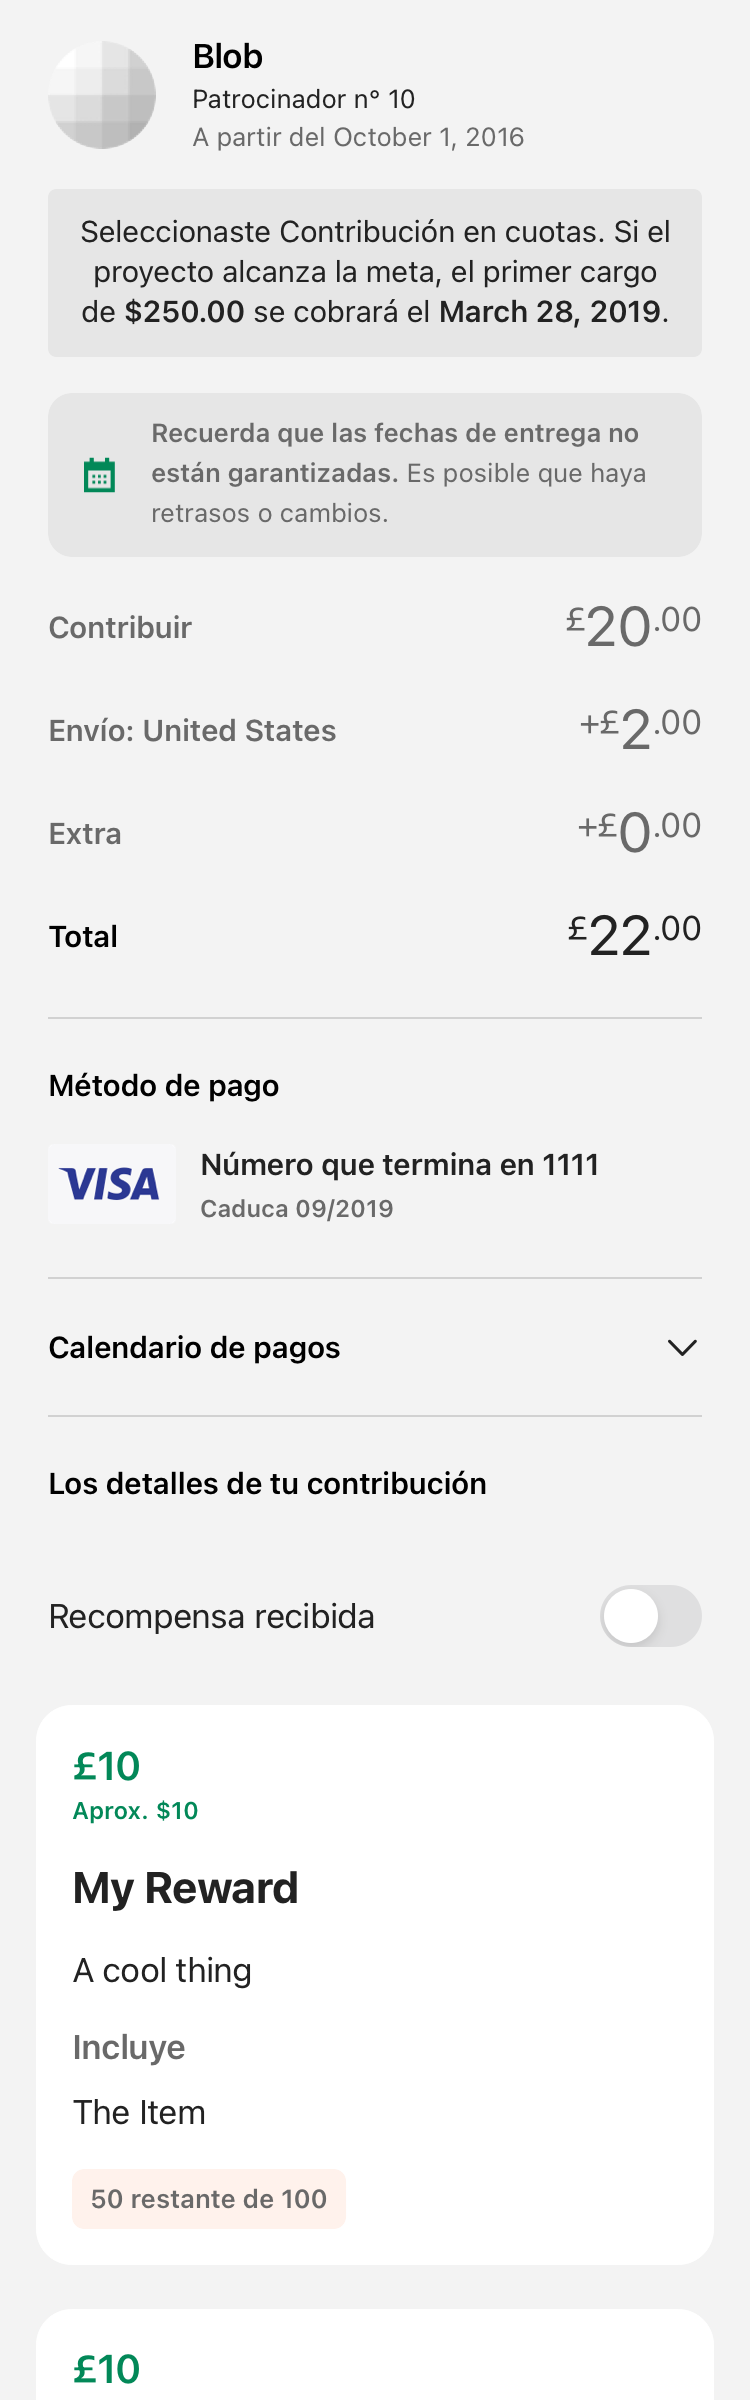 Blob
Patrocinador n° 10
A partir del October 1, 2016
Seleccionaste Contribución en cuotas. Si el
proyecto alcanza la meta, el primer cargo
de $250.00 se cobrará el March 28, 2019.
Recuerda que las fechas de entrega no
están garantizadas. Es posible que haya
retrasos o cambios.
Contribuir £20.00
Envío: United States +£2.00
Extra +£0.00
Total £22.00
Método de pago
VISA
Número que termina en 1111
Caduca 09/2019
Calendario de pagos
Los detalles de tu contribución
Recompensa recibida
£10
Aprox. $10
My Reward
A cool thing
Incluye
The Item
50 restante de 100
£10